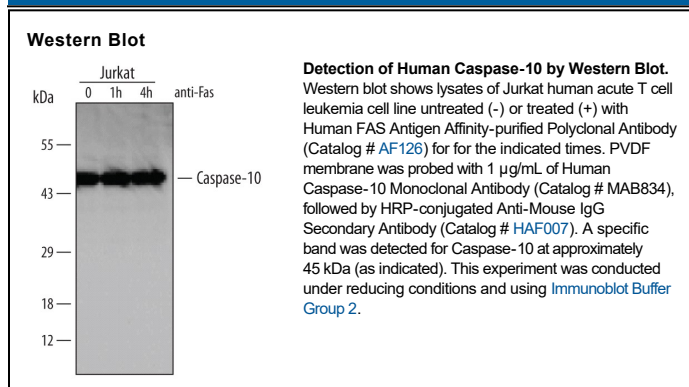 Western Blot
Jurkat
kDa 0 1h 4h anti-Fas
55
Caspase-10
43
29
18
12
Detection of Human Caspase-10 by Western Blot.
Western blot shows lysates of Jurkat human acute T cell
leukemia cell line untreated (-) or treated (+) with
Human FAS Antigen Affinity-purified Polyclonal Antibody
(Catalog # AF126) for for the indicated times. PVDF
membrane was probed with 1 µg/mL of Human
Caspase-10 Monoclonal Antibody (Catalog # MAB834),
followed by HRP-conjugated Anti-Mouse IgG
Secondary Antibody (Catalog # HAF007). A specific
band was detected for Caspase-10 at approximately
45 kDa (as indicated). This experiment was conducted
under reducing conditions and using Immunoblot Buffer
Group 2.